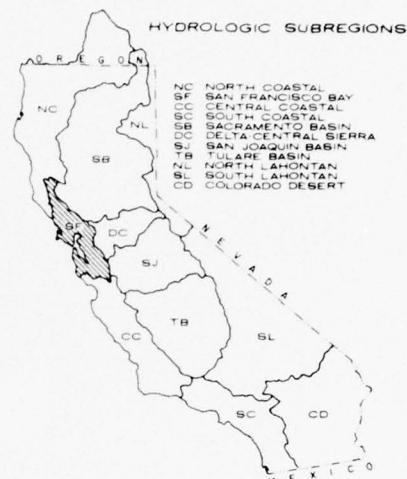 HYDROLOGIC SUBREGIONS
OREGON
NC NORTH COASTAL
SF SAN FRANCISCO BAY
CC CENTRAL COASTAL
SC SOUTH COASTAL
SB SACRAMENTO BASIN
DC DELTA-CENTRAL SIERRA
SJ SAN JOAQUIN BASIN
TB TULARE BASIN
NL NORTH LAHONTAN
SL SOUTH LAHONTAN
CD COLORADO DESERT
NC
NL
SB
SF
DC
NEVADA
SJ
TB
CC
SL
SC
CD
MEXICO